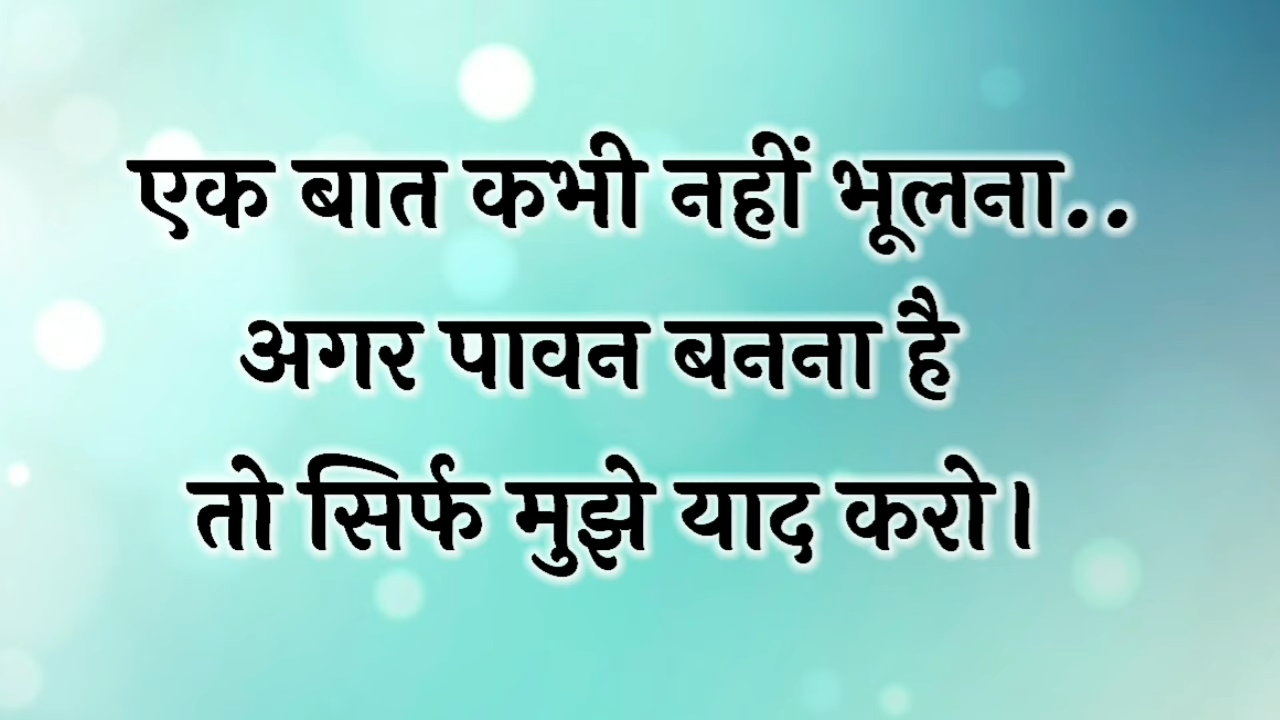 एक बात कभी नहीं भूलना..
अगर पावन बनना है
तो सिर्फ मुझे याद करो।